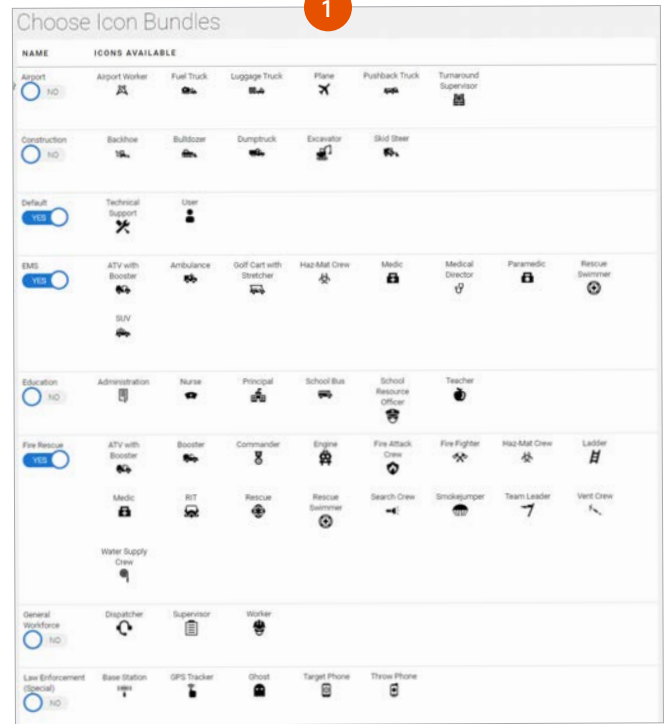 1
Choose Icon Bundles
NAME ICONS AVAILABLE
Airport Airport Worker Fuel Truck Luggage Truck Plane Pushback Truck Turnaround
Supervisor
NO
Construction Backhoe Bulldozer Dumptruck Excavator Skid Steer
NO
Default Technical User
Support
YES
EMS ATV with Ambulance Golf Cart with Haz-Mat Crew Medic Medical Paramedic Rescue
Booster Stretcher Director Swimmer
YES
SUV
Education Administration Nurse Principal School Bus School Teacher
Resource
Officer
NO
Fire Rescue ATV with Booster Commander Engine Fire Attack Fire Fighter Haz-Mat Crew Ladder
Booster Crew
YES
Medic RIT Rescue Rescue Search Crew Smokejumper Team Leader Vent Crew
Swimmer
Water Supply
Crew
General Dispatcher Supervisor Worker
Workforce
NO
Law Enforcement Base Station GPS Tracker Ghost Target Phone Throw Phone
(Special)
NO